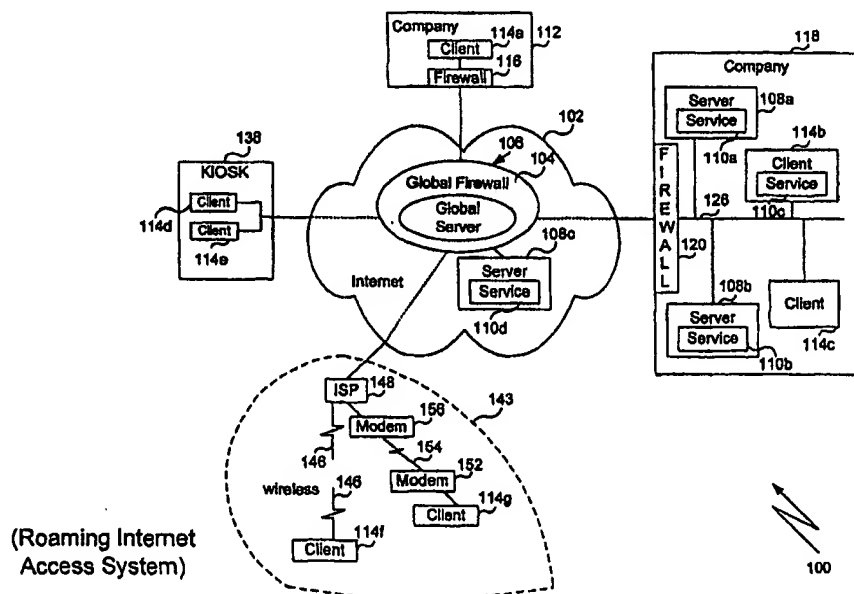 Company
114a
112
Client
116
Firewall
118
Company
Server
108a
Service
110a
114b
Client
Service
110c
126
FIREWALL
120
108b
Server
Service
110b
Client
114c
102
106
104
Global Firewall
Global
Server
138
KIOSK
Client
114d
Client
114e
108c
Server
Service
110d
Internet
ISP
148
143
156
Modem
146
154
152
146
Modem
wireless
114g
Client
114f
Client
(Roaming Internet
Access System)
100